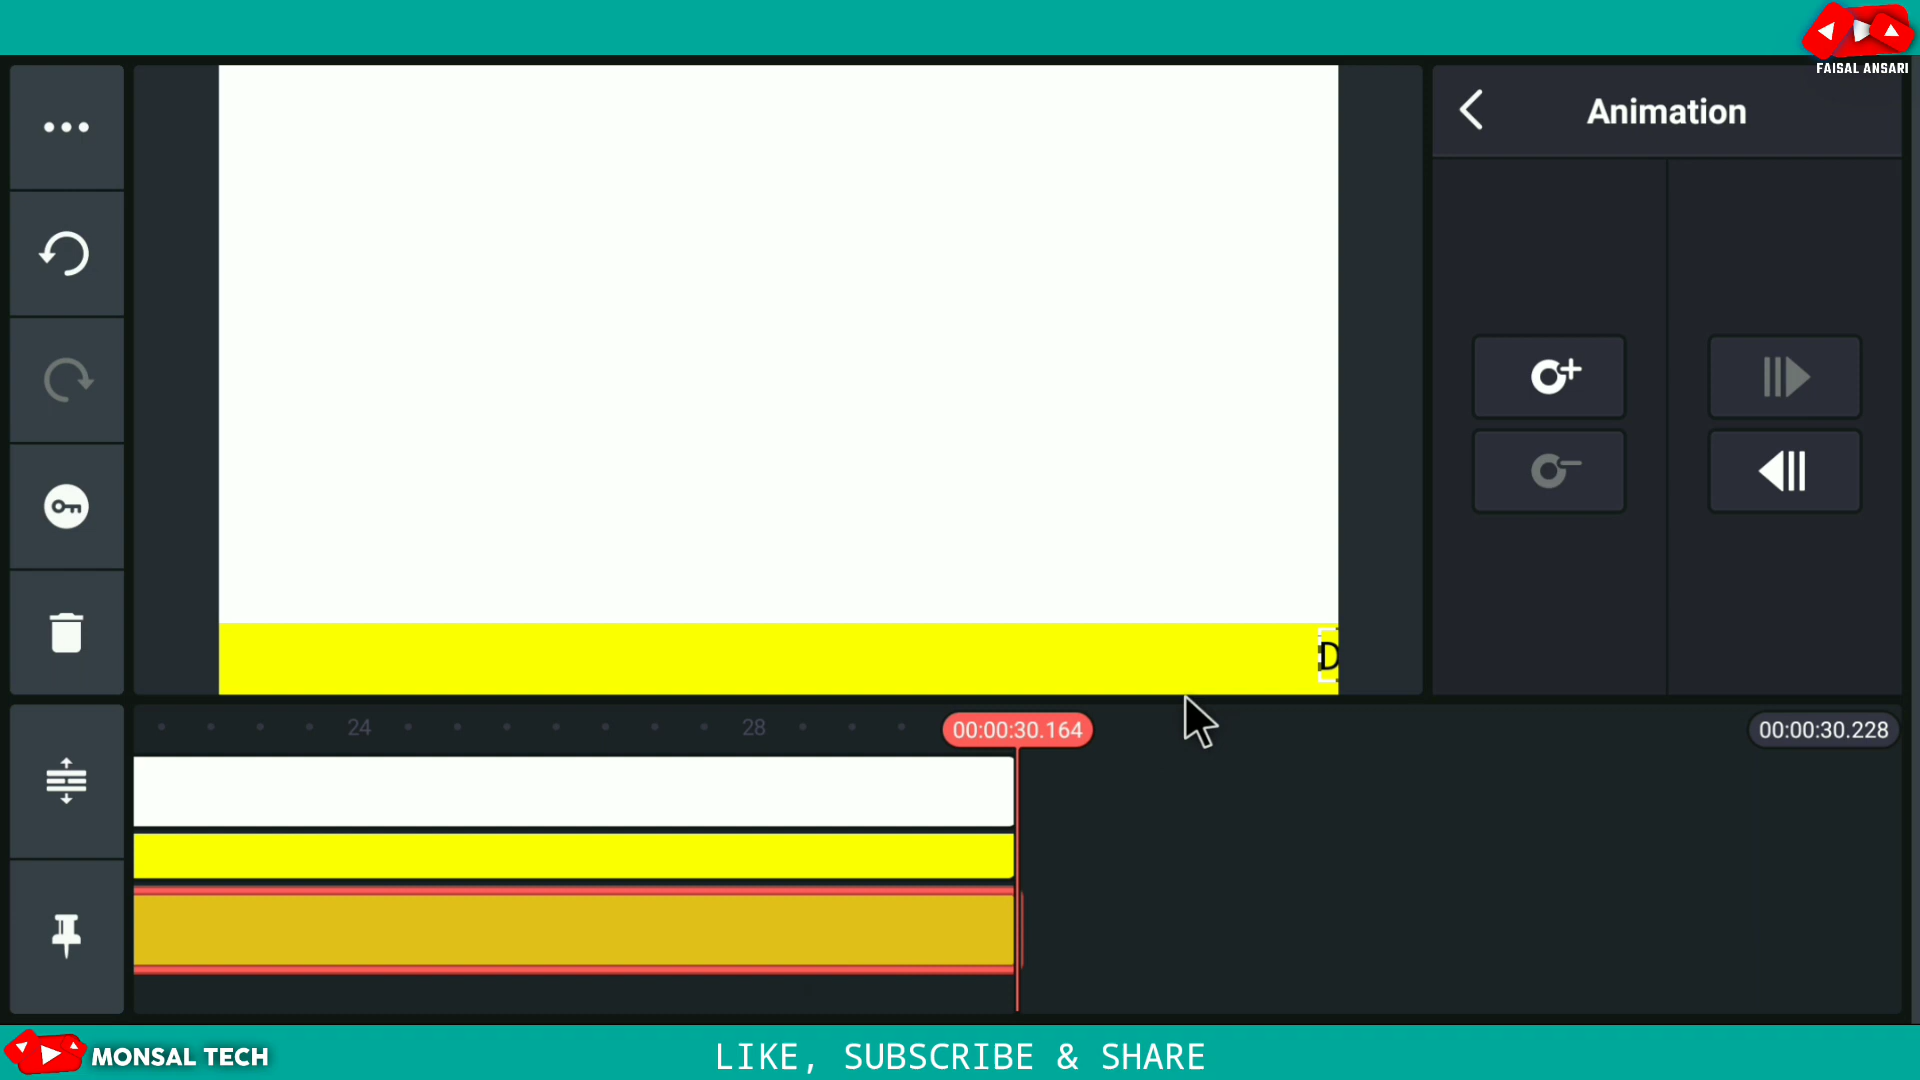 FAISAL ANSARI
Animation
D
24
28
00:00:30.164
00:00:30.228
MONSAL TECH
LIKE, SUBSCRIBE & SHARE